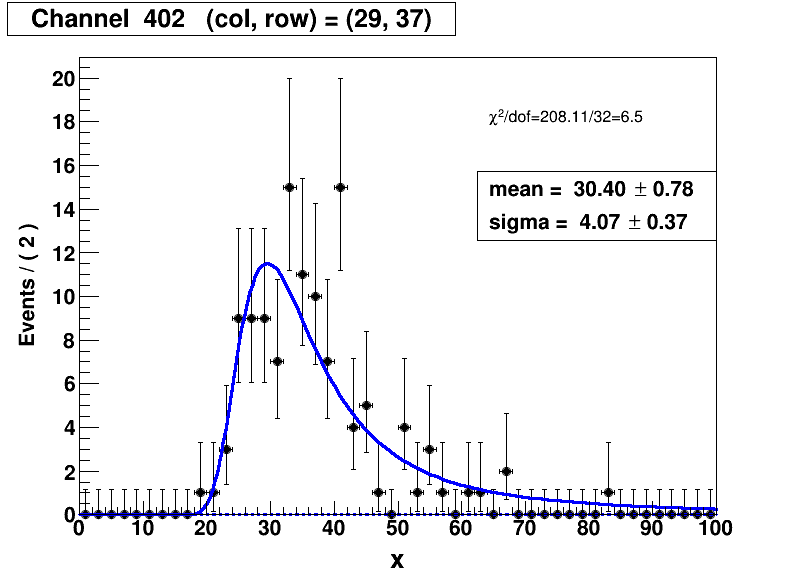 Channel 402 (col, row) = (29, 37)
χ²/dof=208.11/32=6.5
mean = 30.40 ± 0.78
sigma = 4.07 ± 0.37
Events / ( 2 )
20
18
16
14
12
10
8
6
4
2
0
0 10 20 30 40 50 60 70 80 90 100
x